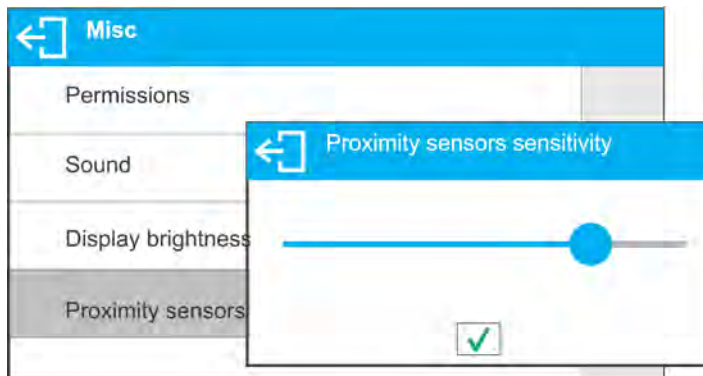 Misc
Permissions
Sound
Display brightness
Proximity sensors
Proximity sensors sensitivity